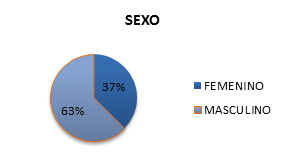 SEXO
37%
FEMENINO
63%
MASCULINO